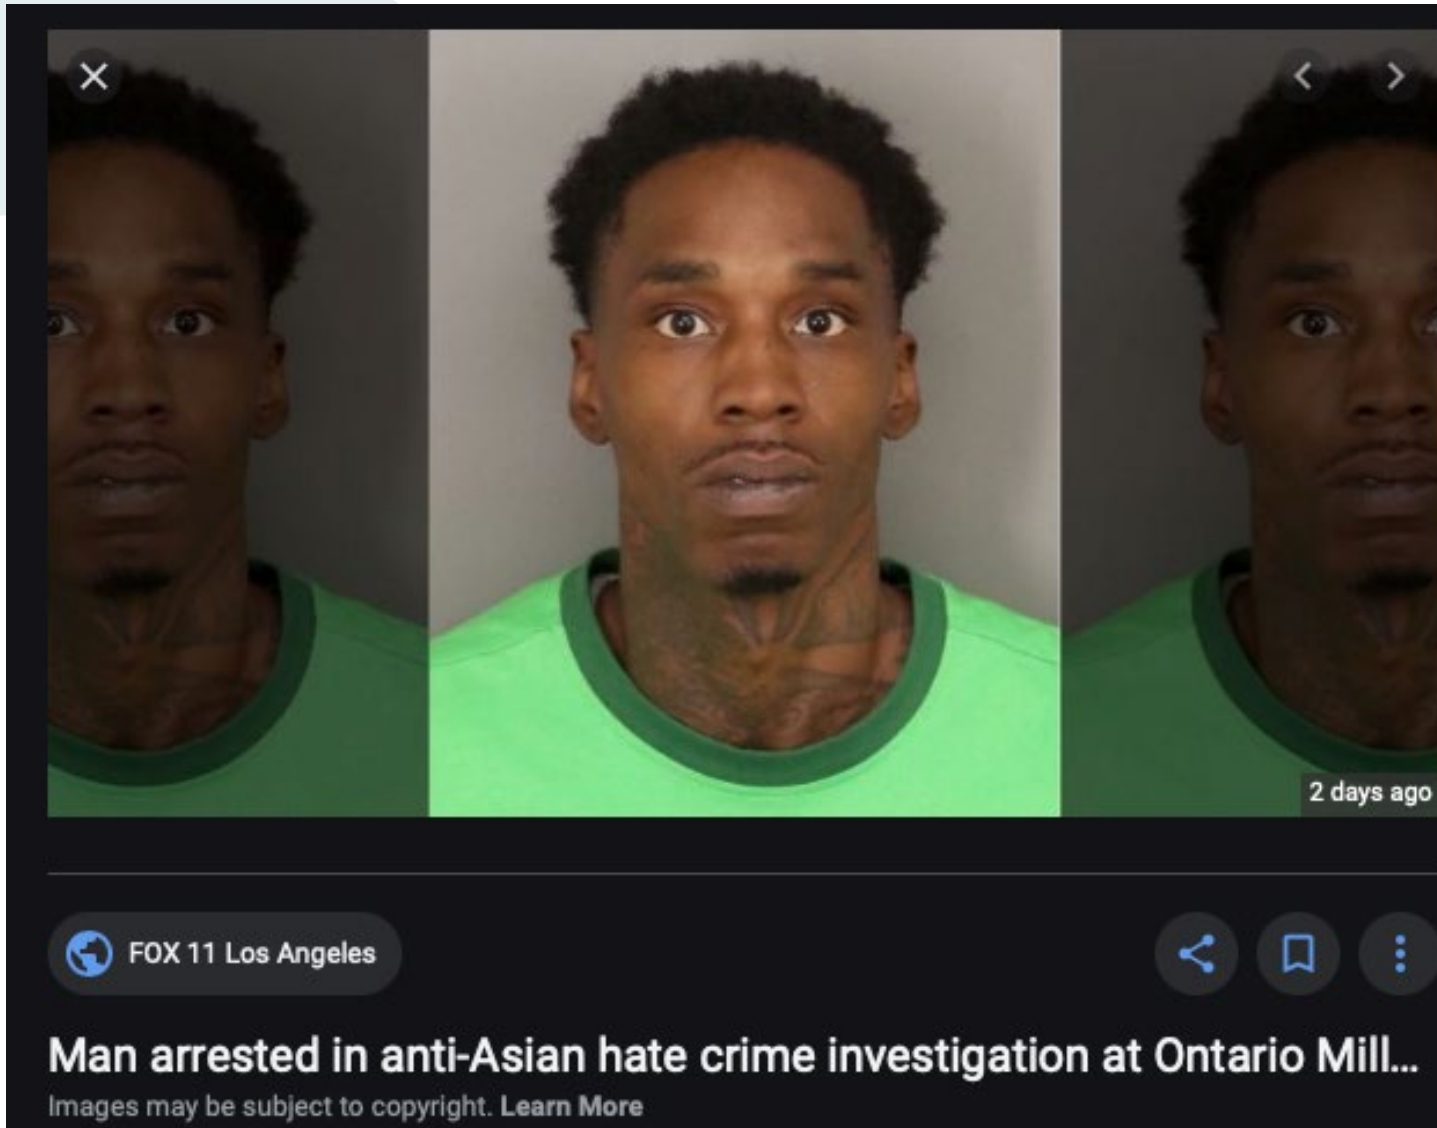 2 days ago
FOX 11 Los Angeles
Man arrested in anti-Asian hate crime investigation at Ontario Mill...
Images may be subject to copyright. Learn More